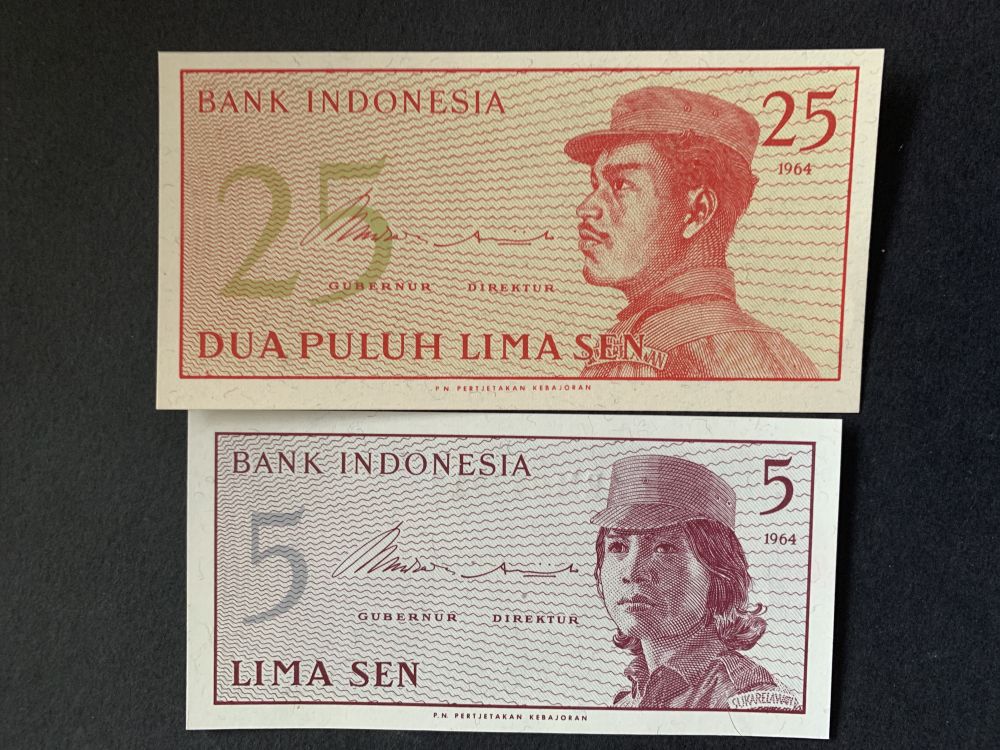 BANK INDONESIA
25
1964
25
GUBERNUR DIREKTUR
DUA PULUH LIMA SEN
P.N. PERTJETAKAN KEBAJORAN
BANK INDONESIA
5
1964
5
GUBERNUR DIREKTUR
LIMA SEN
P.N. PERTJETAKAN KEBAJORAN